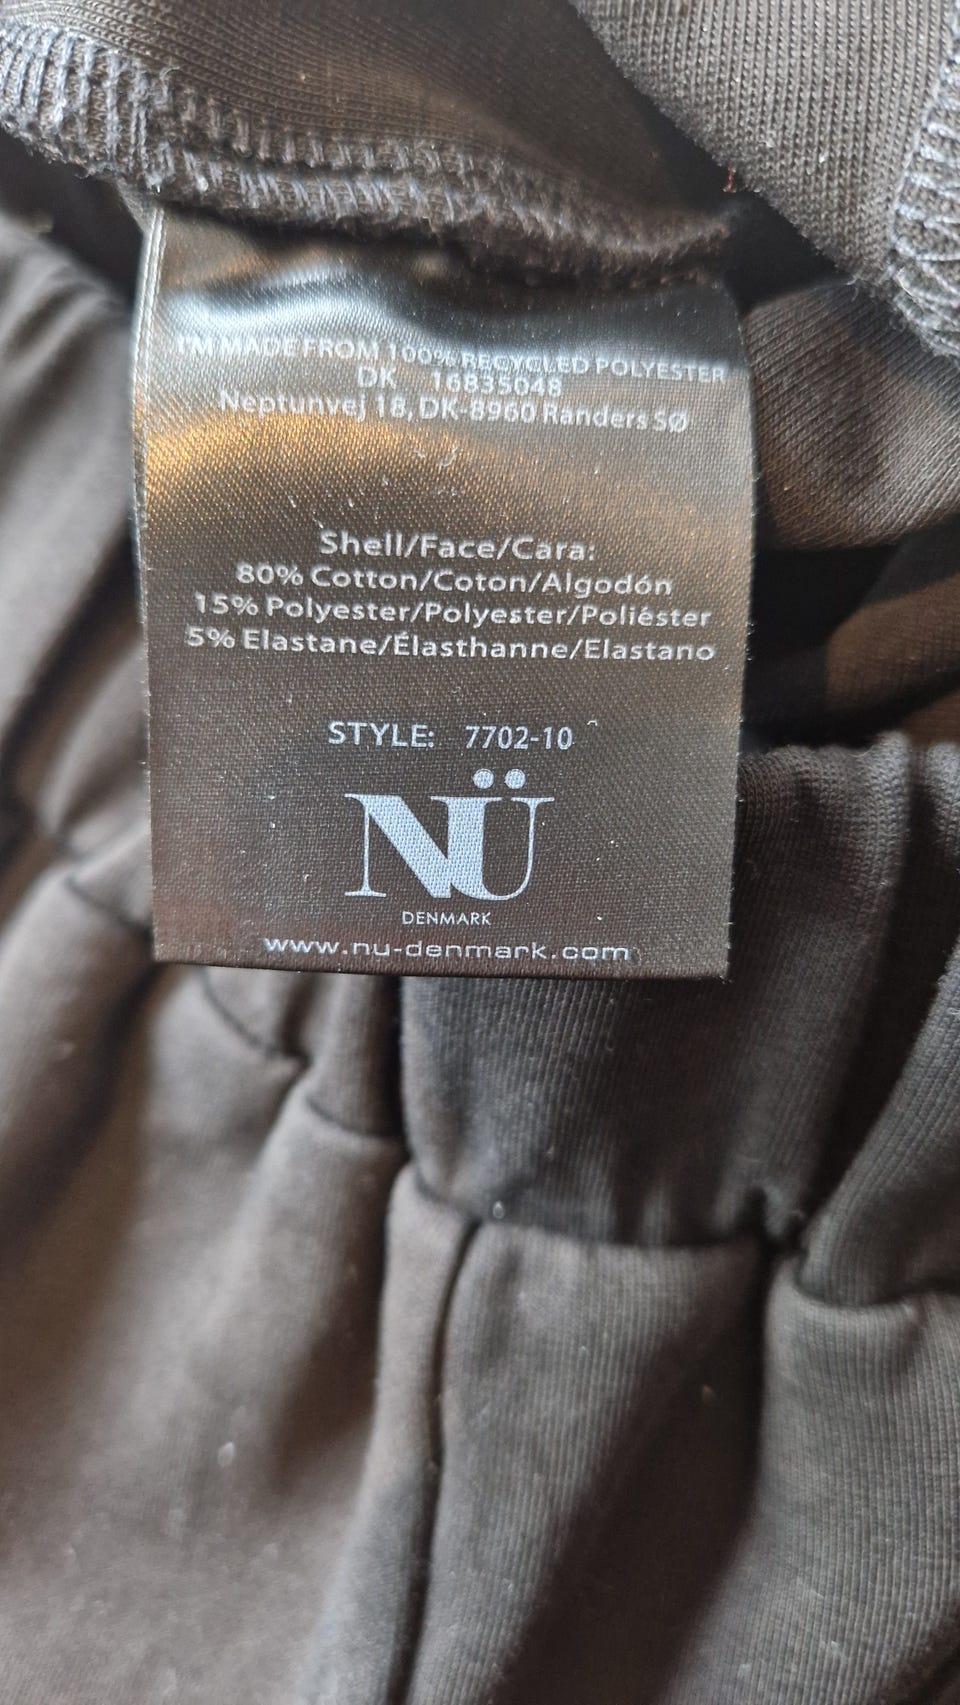 I'M MADE FROM 100% RECYCLED POLYESTER
DK 16835048
Neptunvej 18, DK-8960 Randers SØ
Shell/Face/Cara:
80% Cotton/Coton/Algodón
15% Polyester/Polyester/Poliéster
5% Elastane/Élasthanne/Elastano
STYLE: 7702-10
NÜ
DENMARK
www.nu-denmark.com